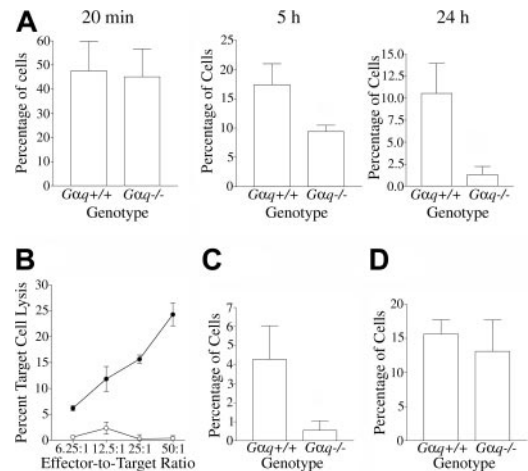 A
20 min
5 h
24 h
Percentage of cells
60
50
40
30
20
10
0
Gαq+/+ Gαq-/-
Genotype
Percentage of Cells
25
20
15
10
5
0
Gαq+/+ Gαq-/-
Genotype
Percentage of Cells
15.0
12.5
10.0
7.5
5.0
2.5
0
Gαq+/+ Gαq-/-
Genotype
B
Percent Target Cell Lysis
30
25
20
15
10
5
0
6.25:1 12.5:1 25:1 50:1
Effector-to-Target Ratio
C
Percentage of Cells
7
6
5
4
3
2
1
0
Gαq+/+ Gαq-/-
Genotype
D
Percentage of Cells
20
15
10
5
0
Gαq+/+ Gαq-/-
Genotype